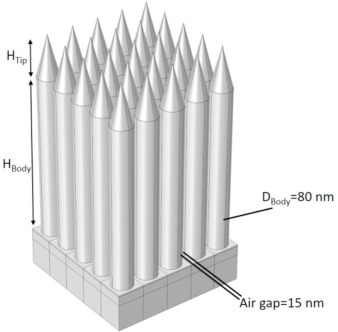 H_Tip
H_Body
D_Body=80 nm
Air gap=15 nm